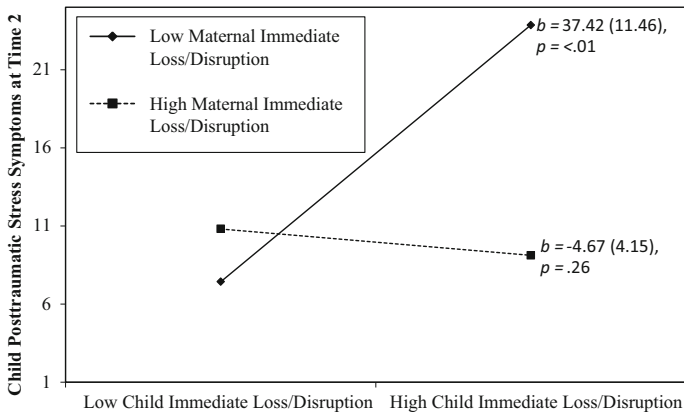 Child Posttraumatic Stress Symptoms at Time 2
21
16
11
6
1
Low Maternal Immediate
Loss/Disruption
High Maternal Immediate
Loss/Disruption
b = 37.42 (11.46),
p = <.01
b = -4.67 (4.15),
p = .26
Low Child Immediate Loss/Disruption
High Child Immediate Loss/Disruption